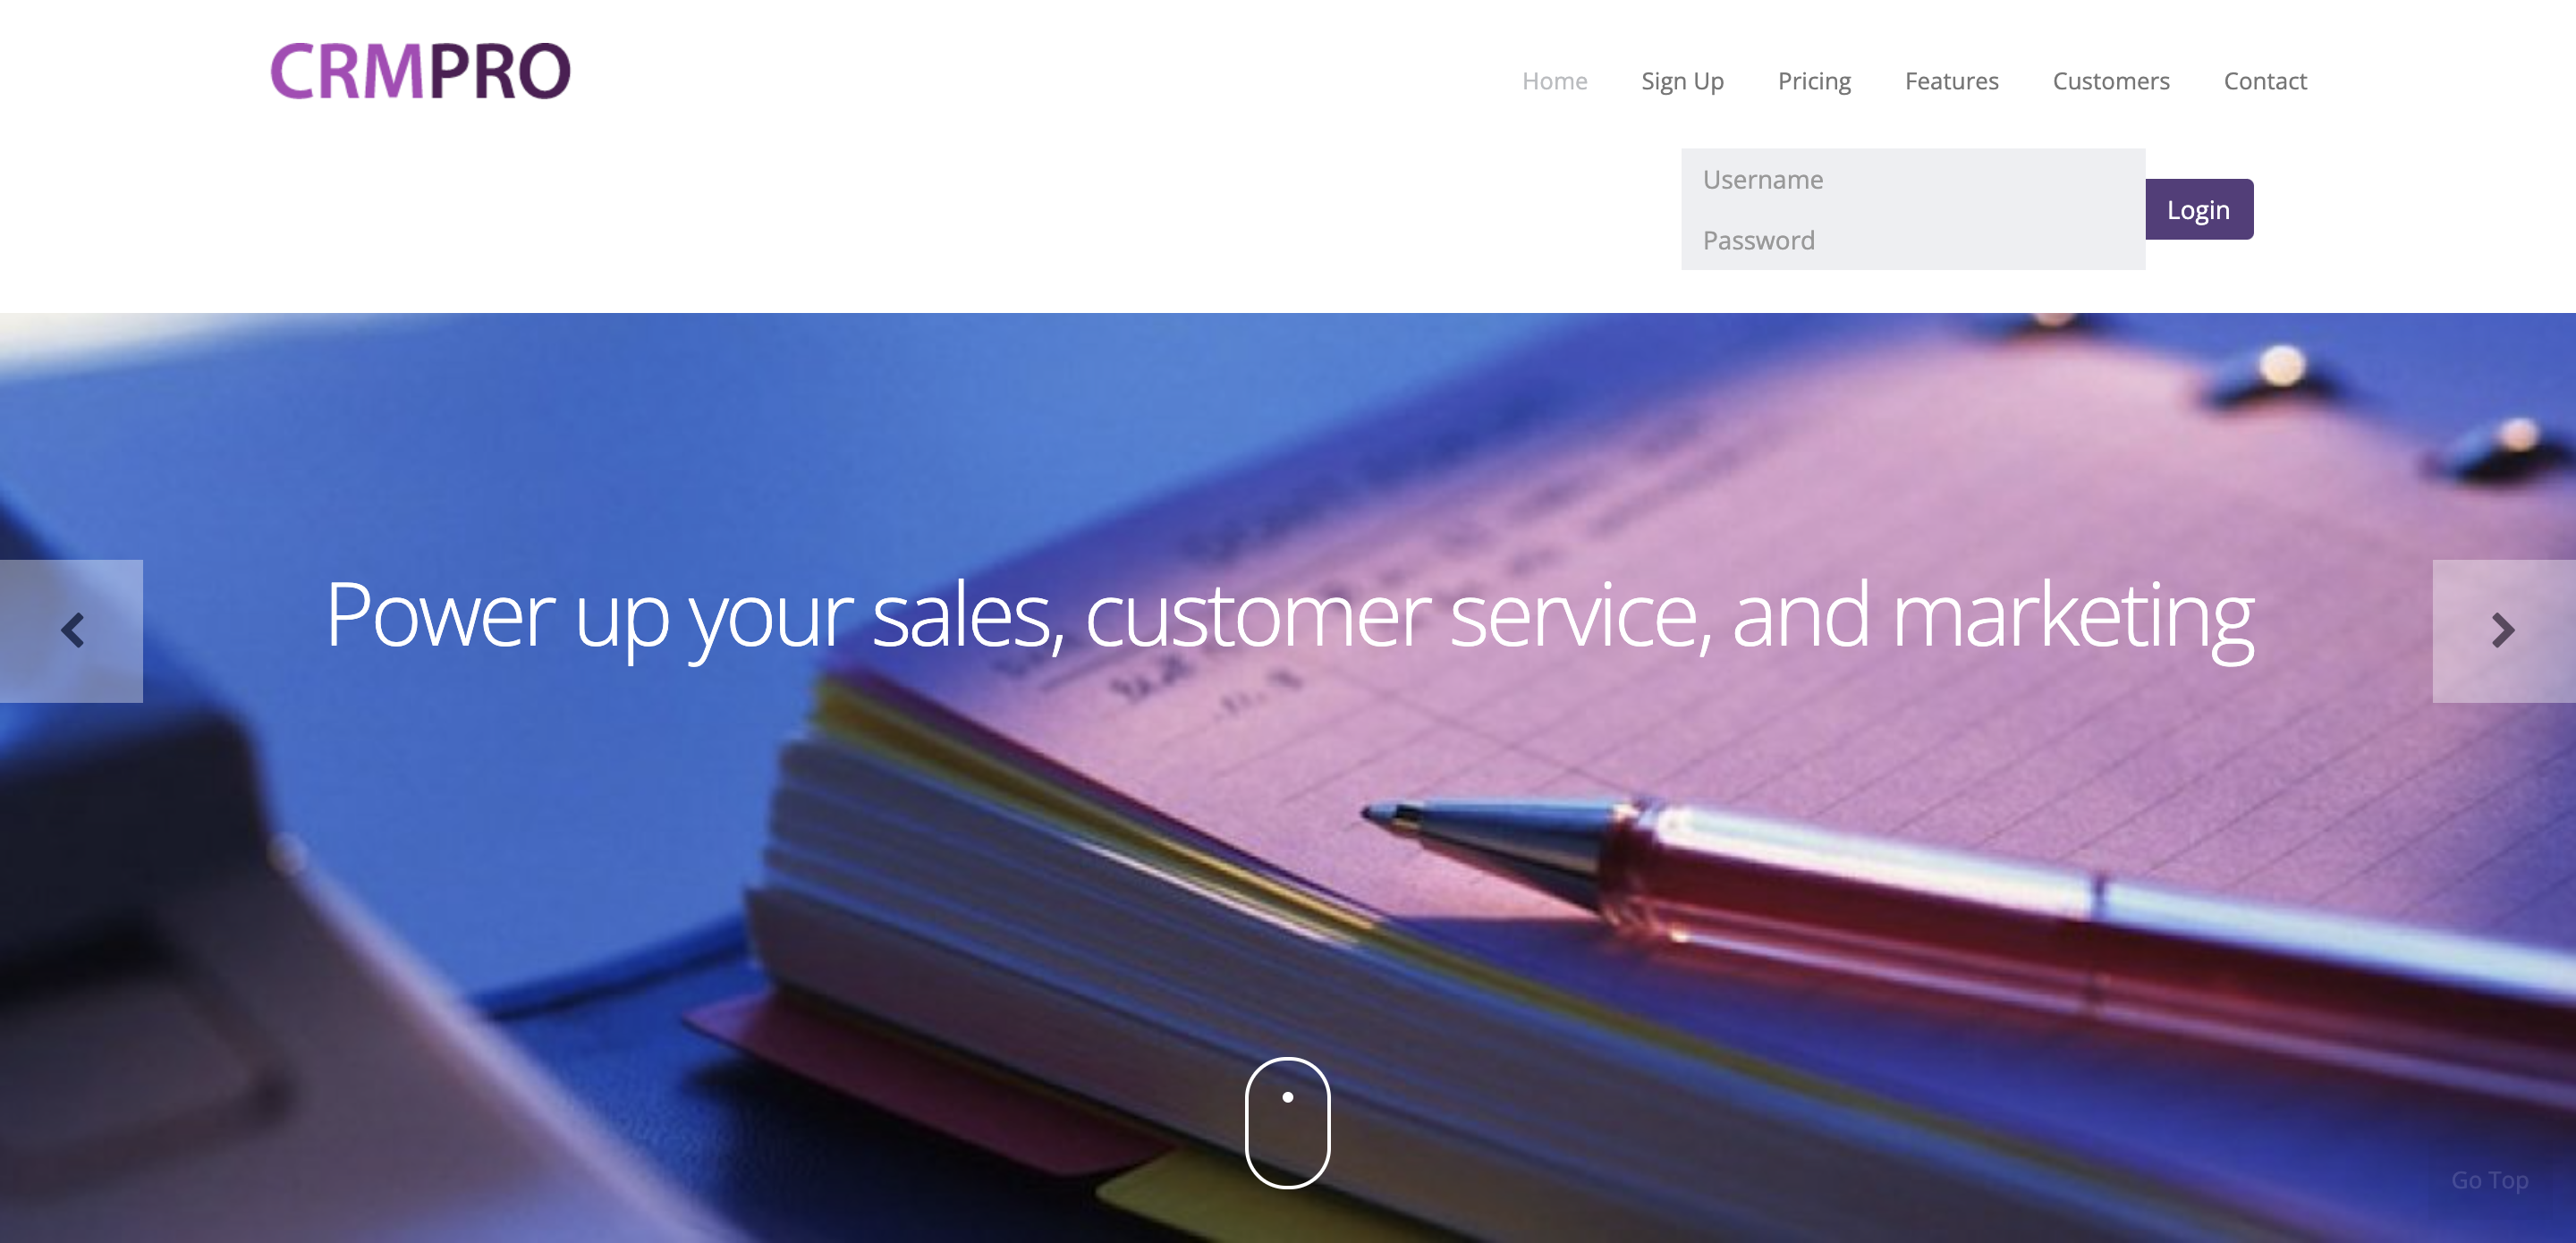 CRMPRO
Home Sign Up Pricing Features Customers Contact
Username
Login
Password
Power up your sales, customer service, and marketing
Go Top